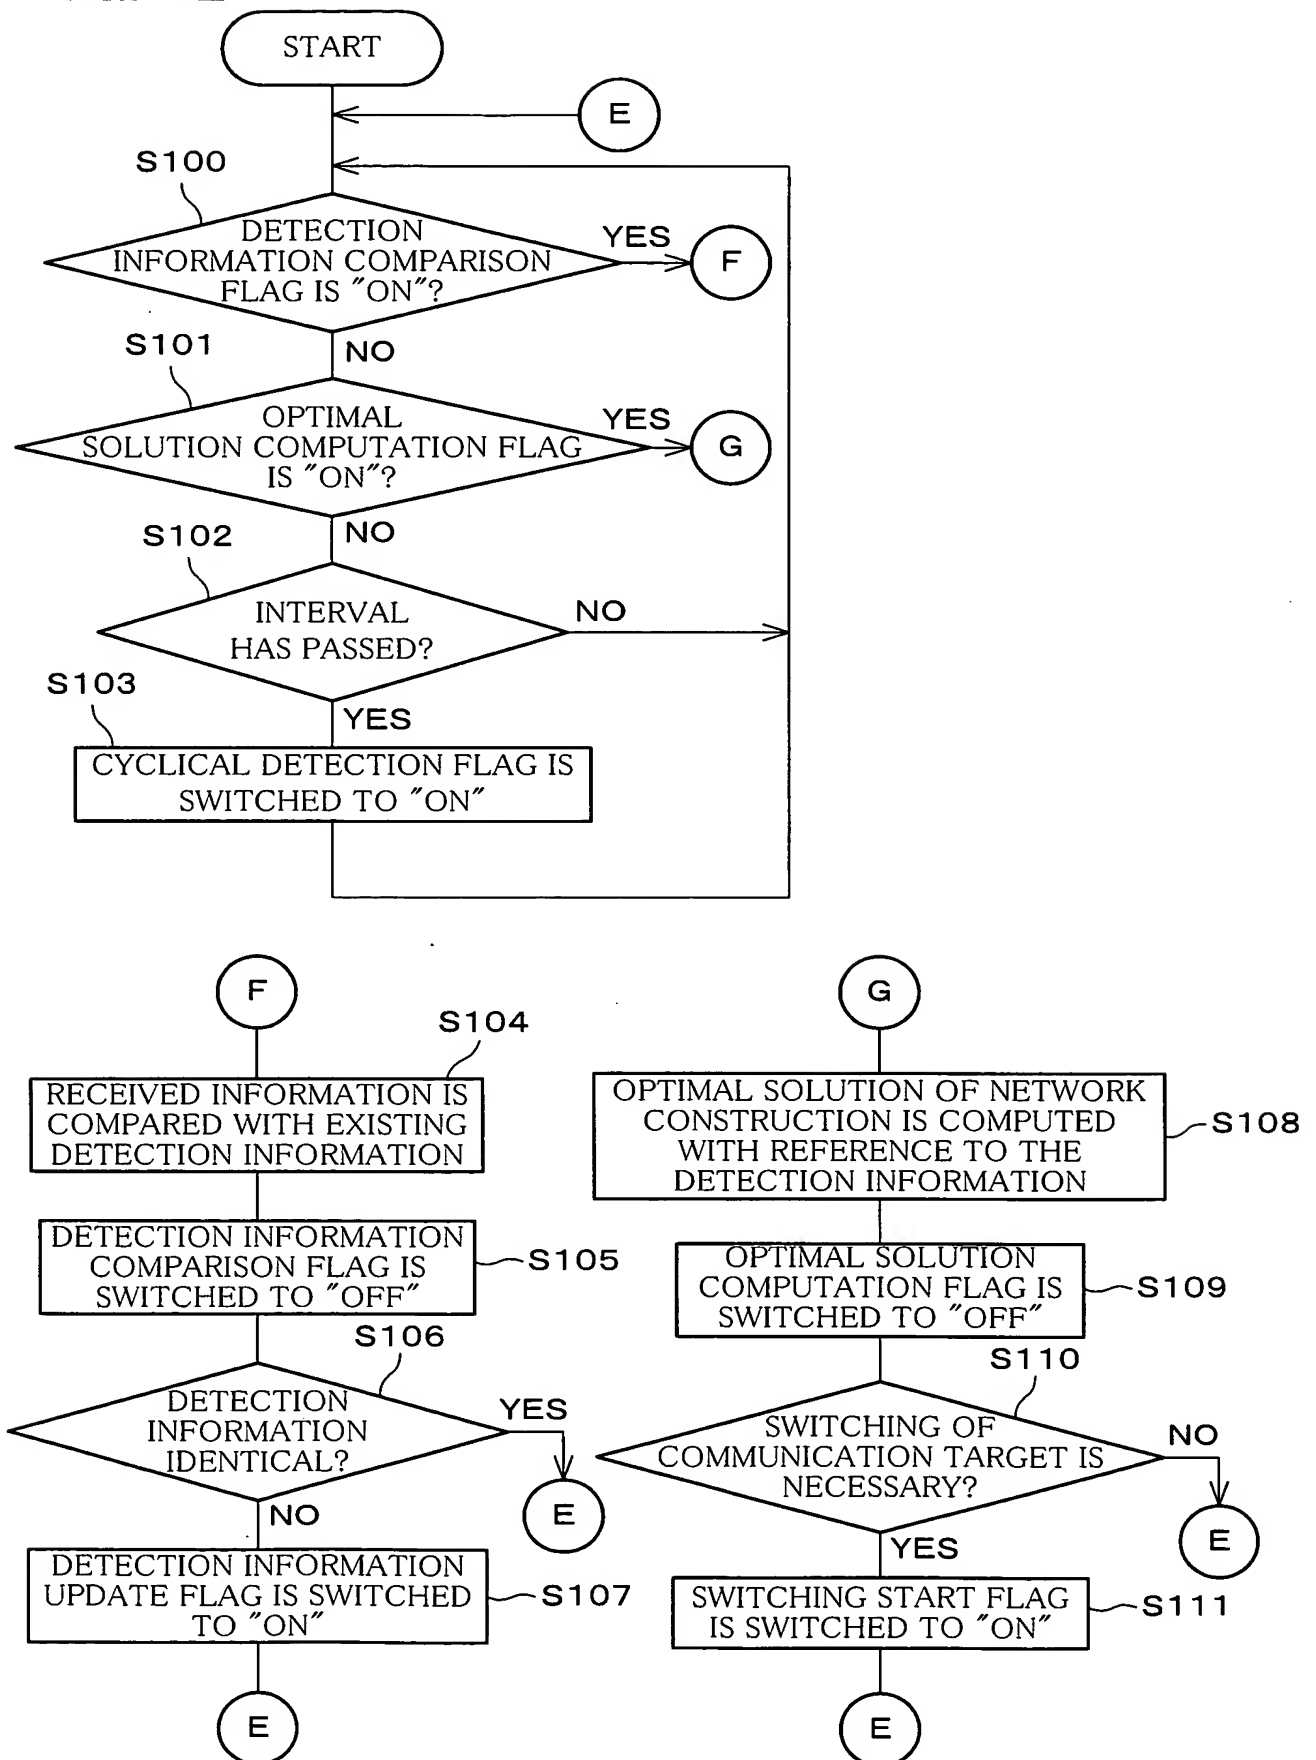 START
E
S100
DETECTION
INFORMATION COMPARISON
FLAG IS "ON"?
YES
F
NO
S101
OPTIMAL
SOLUTION COMPUTATION FLAG
IS "ON"?
YES
G
NO
S102
INTERVAL
HAS PASSED?
NO
YES
S103
CYCLICAL DETECTION FLAG IS
SWITCHED TO "ON"
F
S104
RECEIVED INFORMATION IS
COMPARED WITH EXISTING
DETECTION INFORMATION
DETECTION INFORMATION
COMPARISON FLAG IS
SWITCHED TO "OFF"
S105
S106
DETECTION
INFORMATION
IDENTICAL?
YES
E
NO
DETECTION INFORMATION
UPDATE FLAG IS SWITCHED
TO "ON"
S107
E
G
OPTIMAL SOLUTION OF NETWORK
CONSTRUCTION IS COMPUTED
WITH REFERENCE TO THE
DETECTION INFORMATION
S108
OPTIMAL SOLUTION
COMPUTATION FLAG IS
SWITCHED TO "OFF"
S109
S110
SWITCHING OF
COMMUNICATION TARGET IS
NECESSARY?
NO
E
YES
SWITCHING START FLAG
IS SWITCHED TO "ON"
S111
E